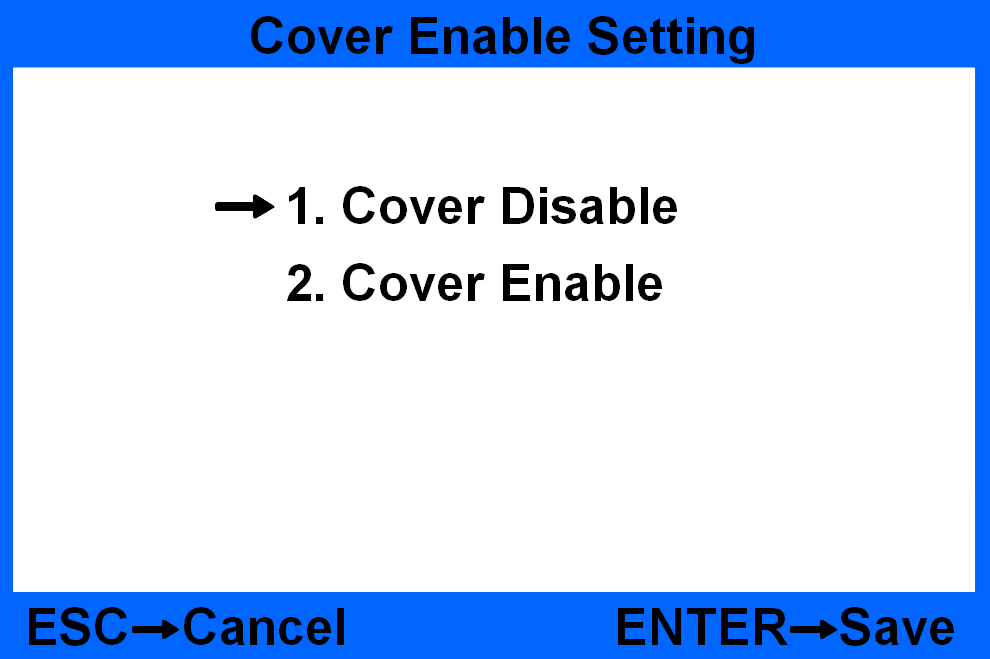 Cover Enable Setting
→1. Cover Disable
2. Cover Enable
ESC→Cancel ENTER→Save